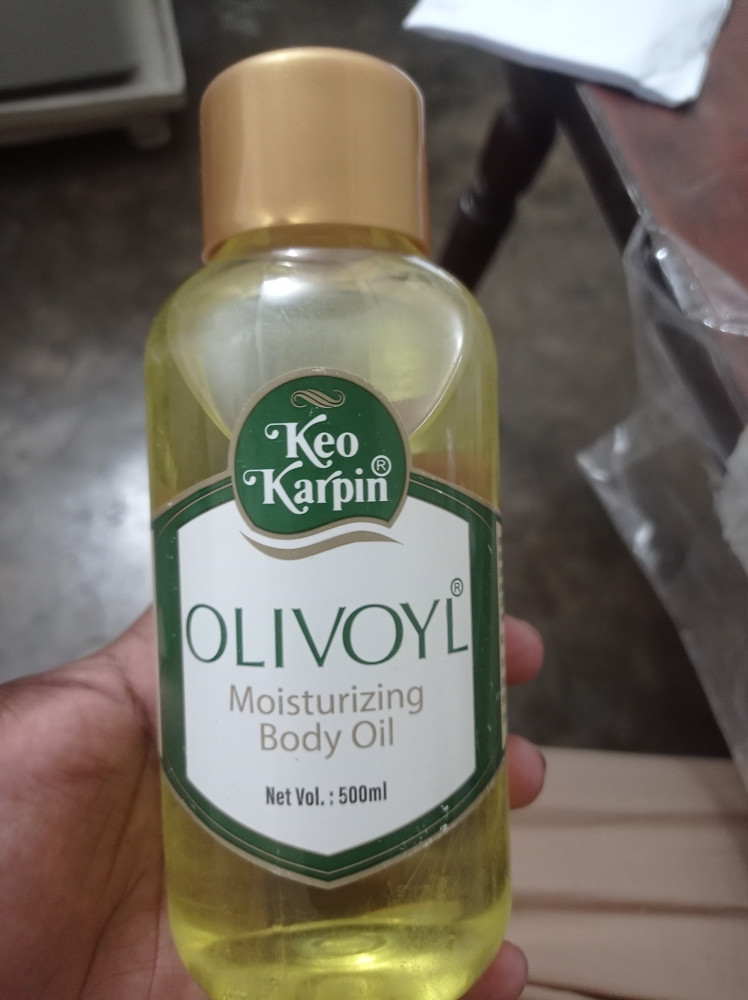 Keo
Karpin®
OLIVOYL®
Moisturizing
Body Oil
Net Vol. : 500ml